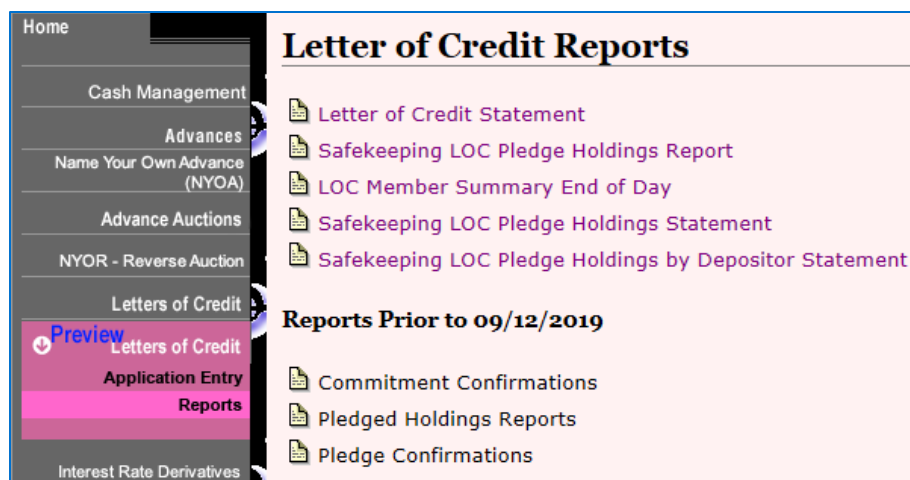 Home
Cash Management
Advances
Name Your Own Advance
(NYOA)
Advance Auctions
NYOR - Reverse Auction
Letters of Credit
Preview
Letters of Credit
Application Entry
Reports
Interest Rate Derivatives
Letter of Credit Reports
Letter of Credit Statement
Safekeeping LOC Pledge Holdings Report
LOC Member Summary End of Day
Safekeeping LOC Pledge Holdings Statement
Safekeeping LOC Pledge Holdings by Depositor Statement
Reports Prior to 09/12/2019
Commitment Confirmations
Pledged Holdings Reports
Pledge Confirmations